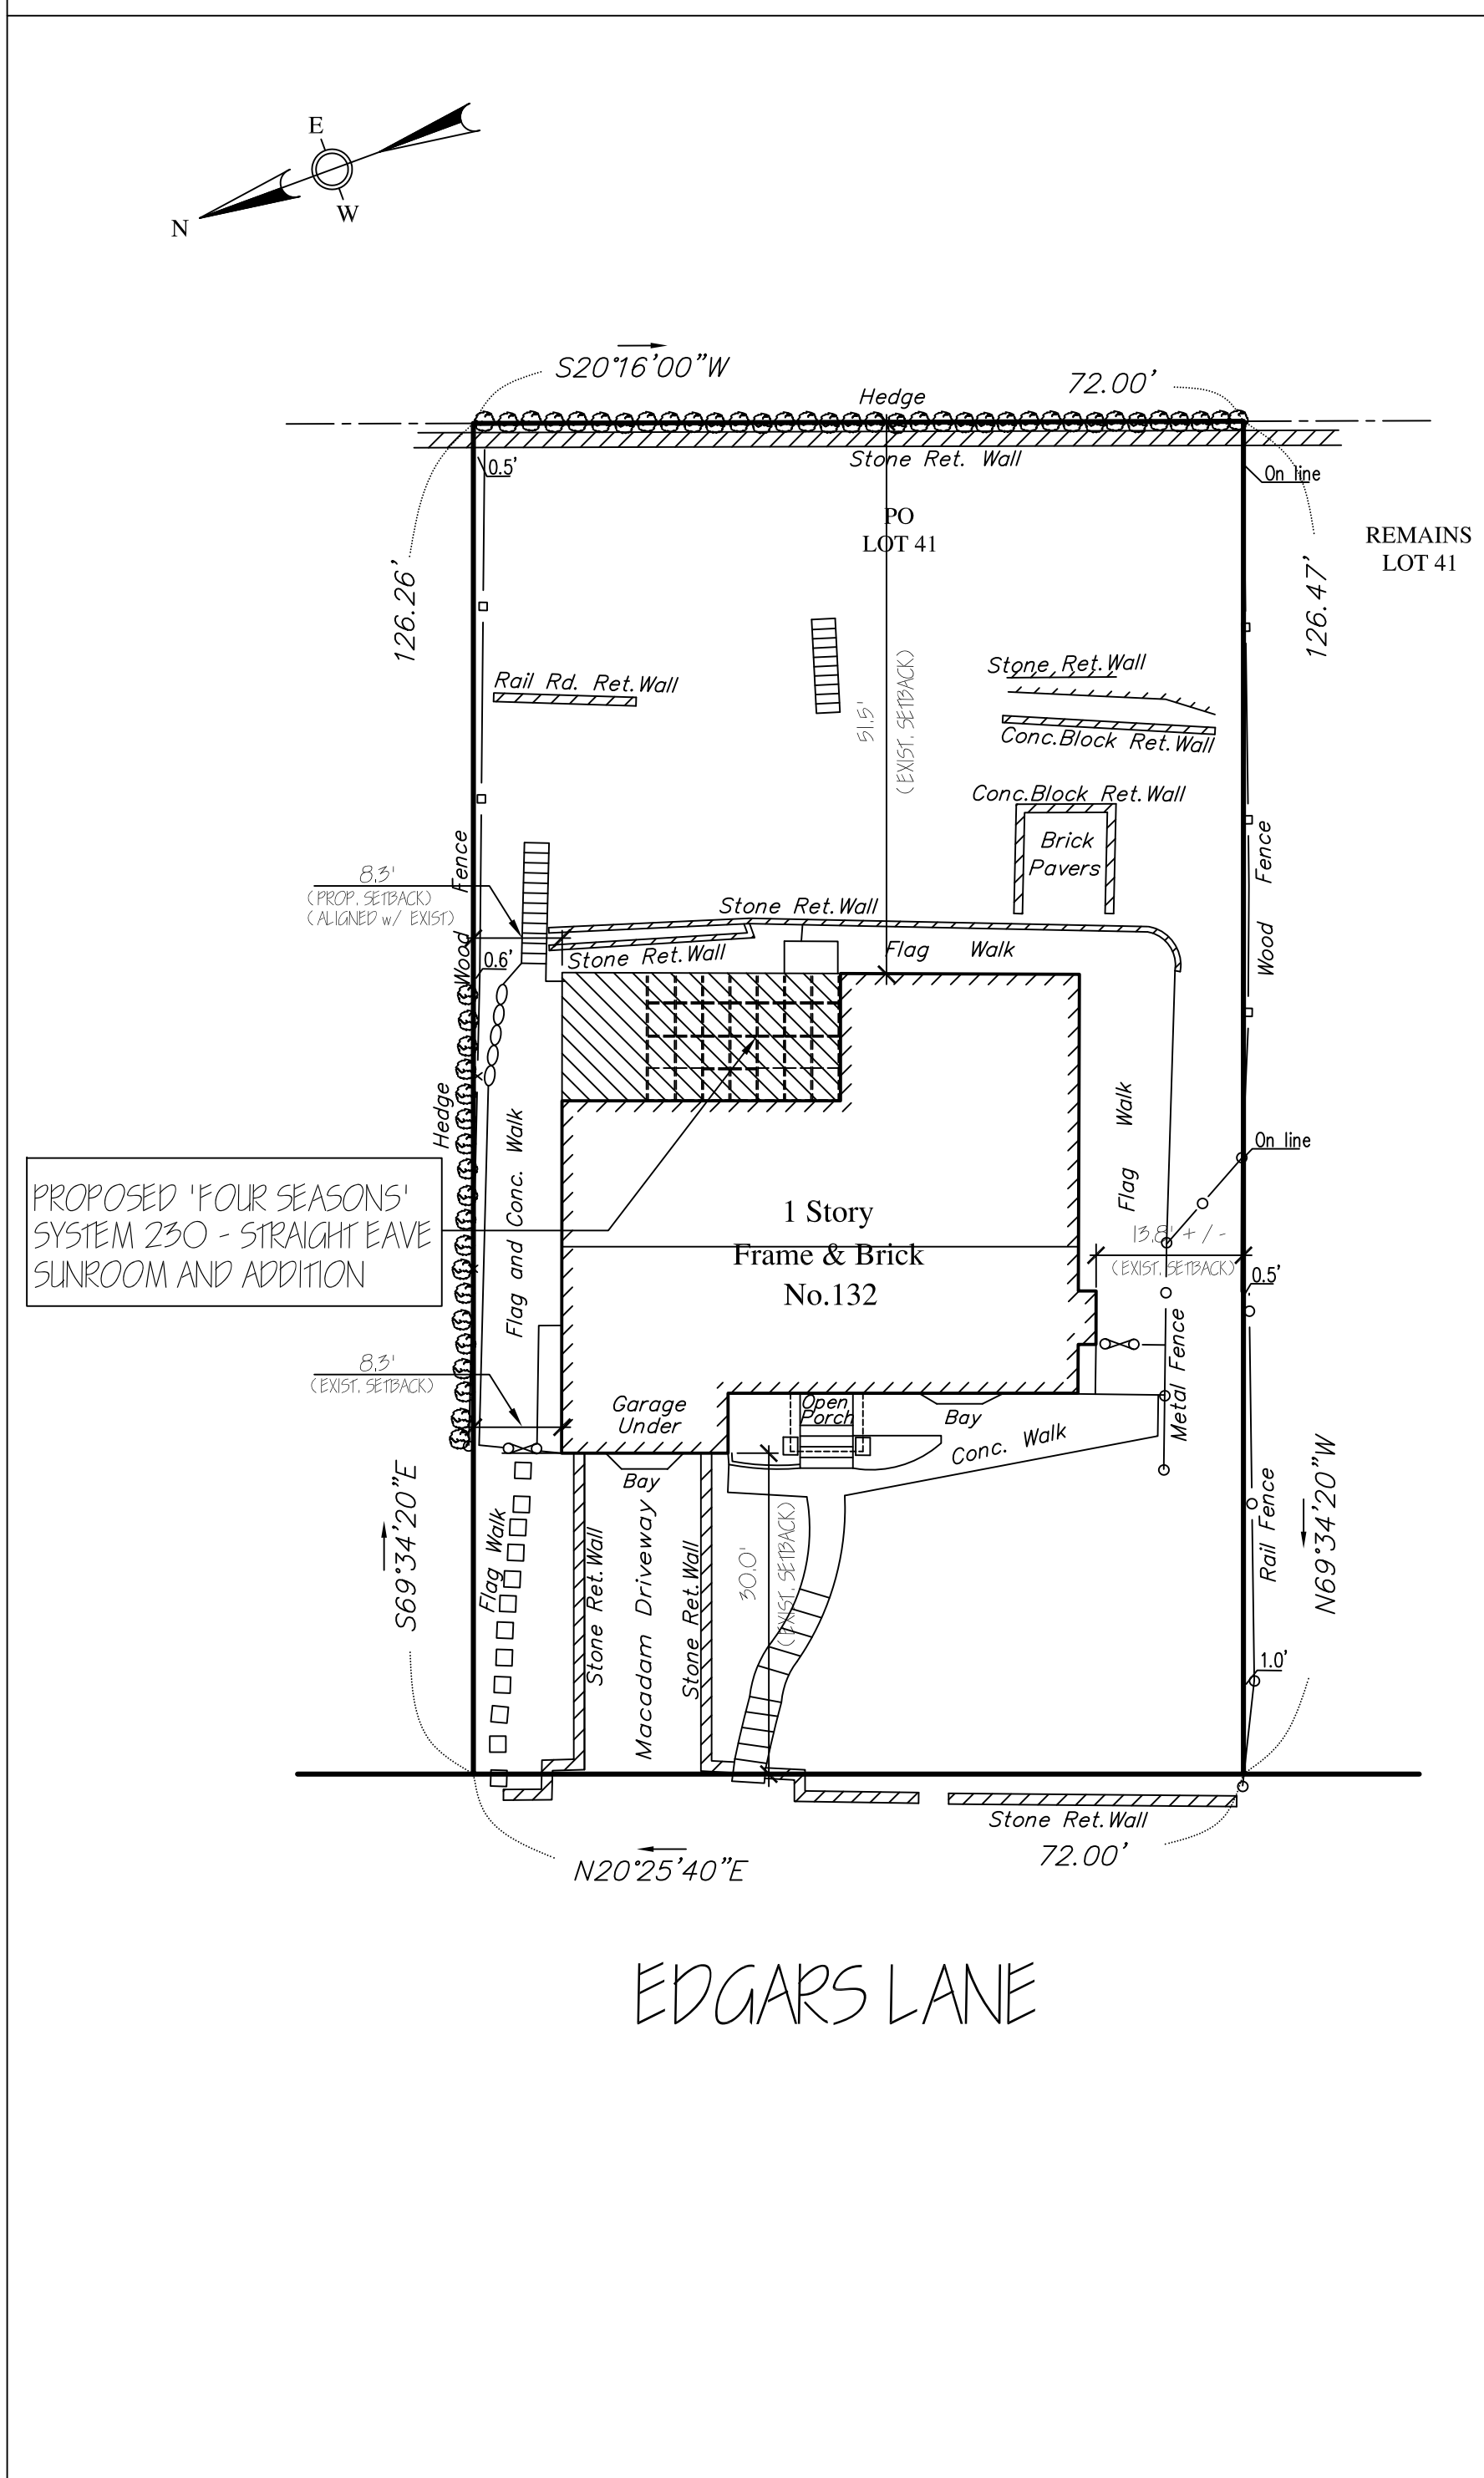 E
N
W
S20°16'00"W
72.00'
Hedge
Stone Ret. Wall
0.5'
On line
PO
LOT 41
REMAINS
LOT 41
126.26'
126.47'
Rail Rd. Ret.Wall
51.5'
(EXIST. SETBACK)
Stone Ret.Wall
Conc.Block Ret.Wall
Conc.Block Ret.Wall
Brick
Pavers
Wood Fence
Wood Fence
8.3'
(PROP. SETBACK)
(ALIGNED w/ EXIST)
Stone Ret.Wall
Flag Walk
Stone Ret.Wall
0.6'
Hedge
Flag and Conc. Walk
Flag Walk
On line
PROPOSED 'FOUR SEASONS'
SYSTEM 230 - STRAIGHT EAVE
SUNROOM AND ADDITION
1 Story
Frame & Brick
No.132
13.8' + / -
(EXIST. SETBACK)
0.5'
8.3'
(EXIST. SETBACK)
Garage
Under
Open
Porch
Bay
Conc. Walk
Metal Fence
Bay
S69°34'20"E
Flag Walk
Stone Ret.Wall
Macadam Driveway
Stone Ret.Wall
30.0'
(EXIST. SETBACK)
Rail Fence
N69°34'20"W
1.0'
Stone Ret.Wall
72.00'
N20°25'40"E
EDGARS LANE